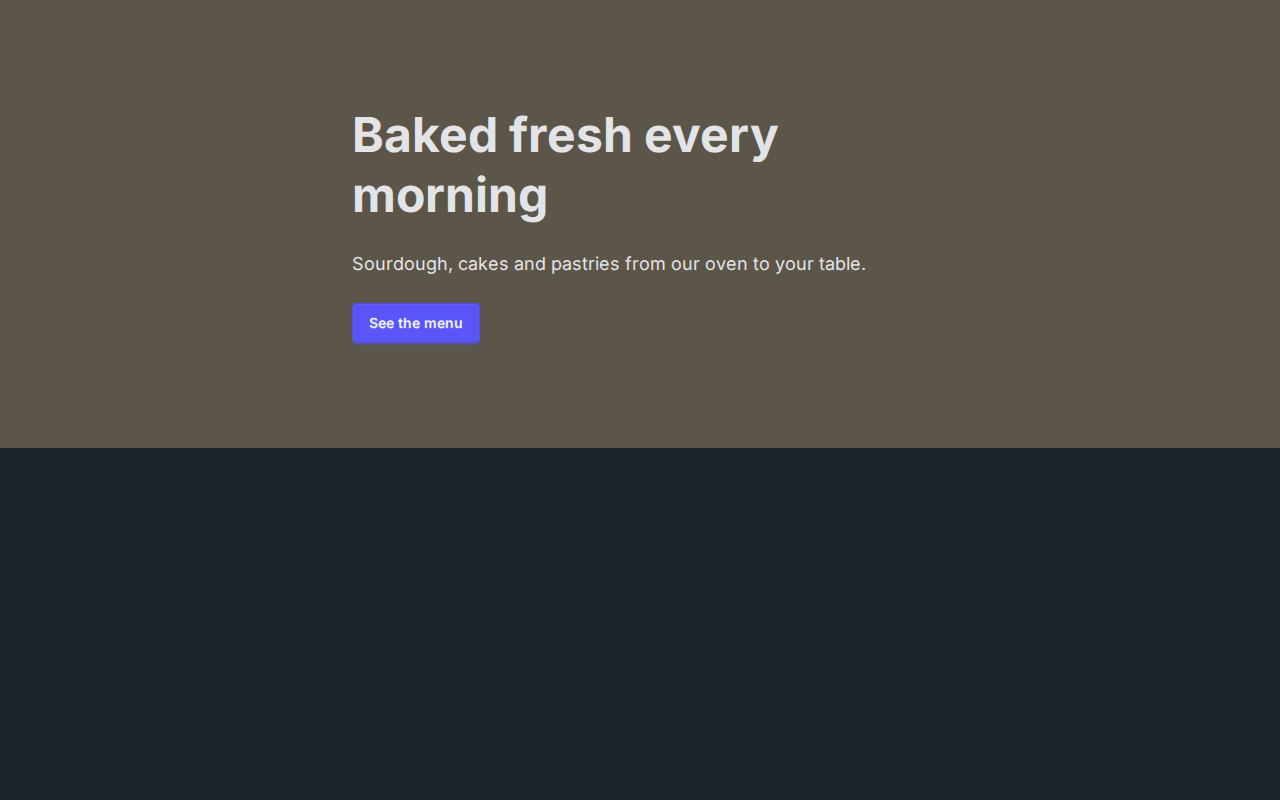 Baked fresh every
morning
Sourdough, cakes and pastries from our oven to your table.
See the menu